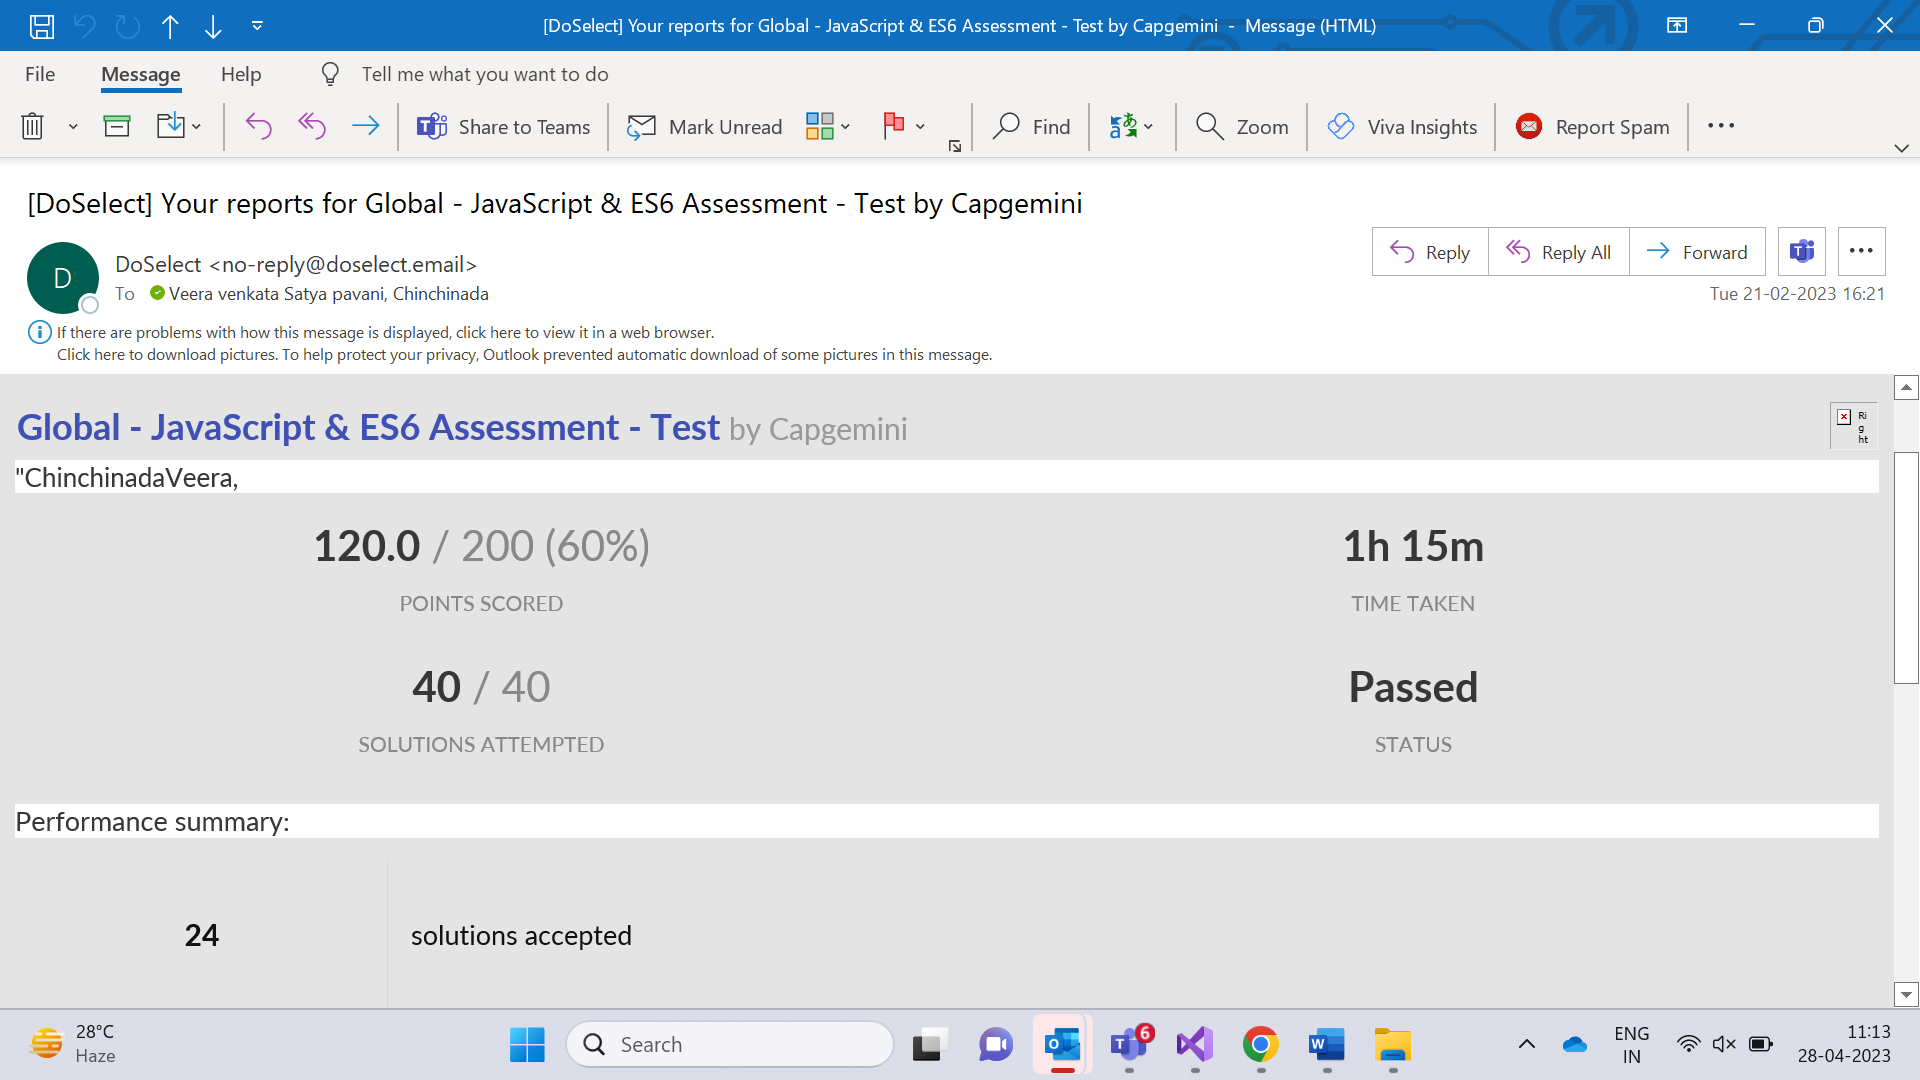 [DoSelect] Your reports for Global - JavaScript & ES6 Assessment - Test by Capgemini - Message (HTML)
File Message Help Tell me what you want to do
Share to Teams Mark Unread Find Zoom Viva Insights Report Spam
[DoSelect] Your reports for Global - JavaScript & ES6 Assessment - Test by Capgemini
D
DoSelect <no-reply@doselect.email>
To Veera venkata Satya pavani, Chinchinada
Reply Reply All Forward
Tue 21-02-2023 16:21
If there are problems with how this message is displayed, click here to view it in a web browser.
Click here to download pictures. To help protect your privacy, Outlook prevented automatic download of some pictures in this message.
Global - JavaScript & ES6 Assessment - Test by Capgemini
Ri
g
ht
"ChinchinadaVeera,
120.0 / 200 (60%) 1h 15m
POINTS SCORED TIME TAKEN
40 / 40 Passed
SOLUTIONS ATTEMPTED STATUS
Performance summary:
24 solutions accepted
28°C
Haze
Search
6
ENG
IN
11:13
28-04-2023